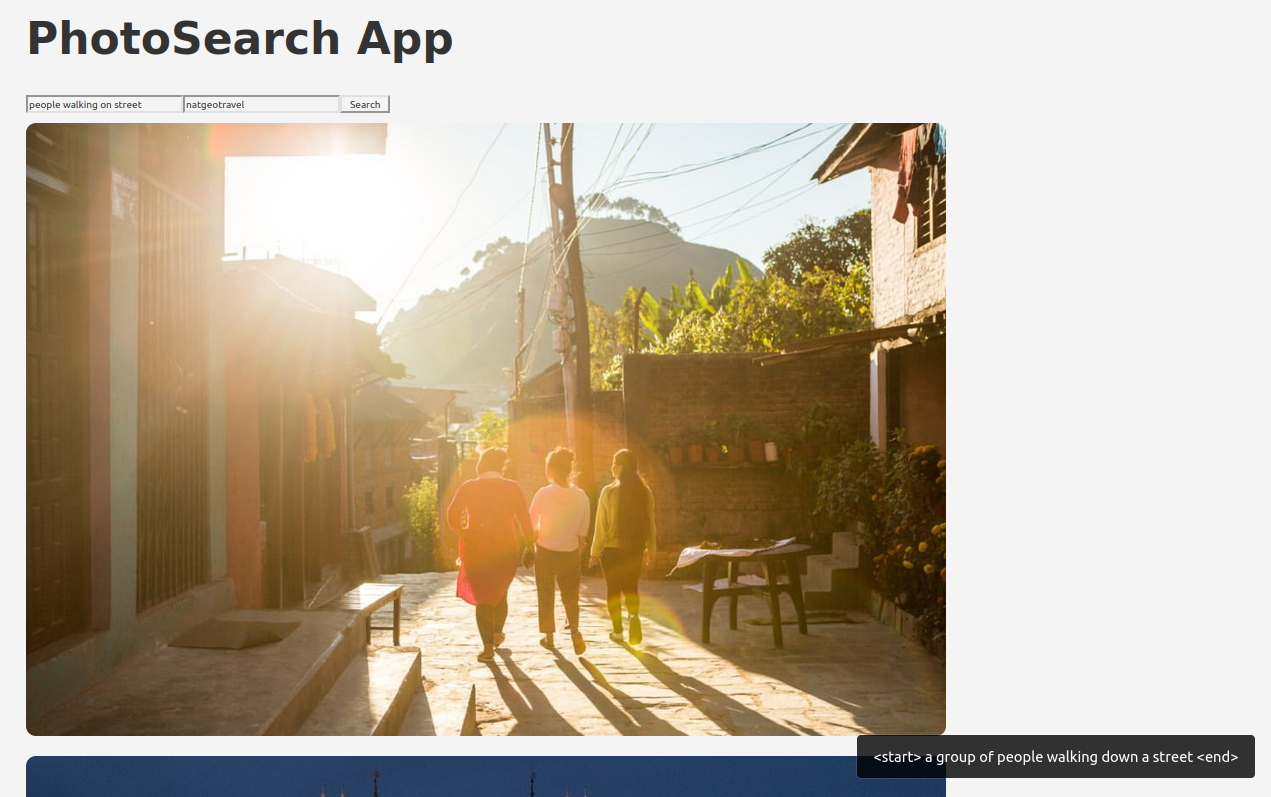 PhotoSearch App
people walking on street natgeotravel Search
<start> a group of people walking down a street <end>